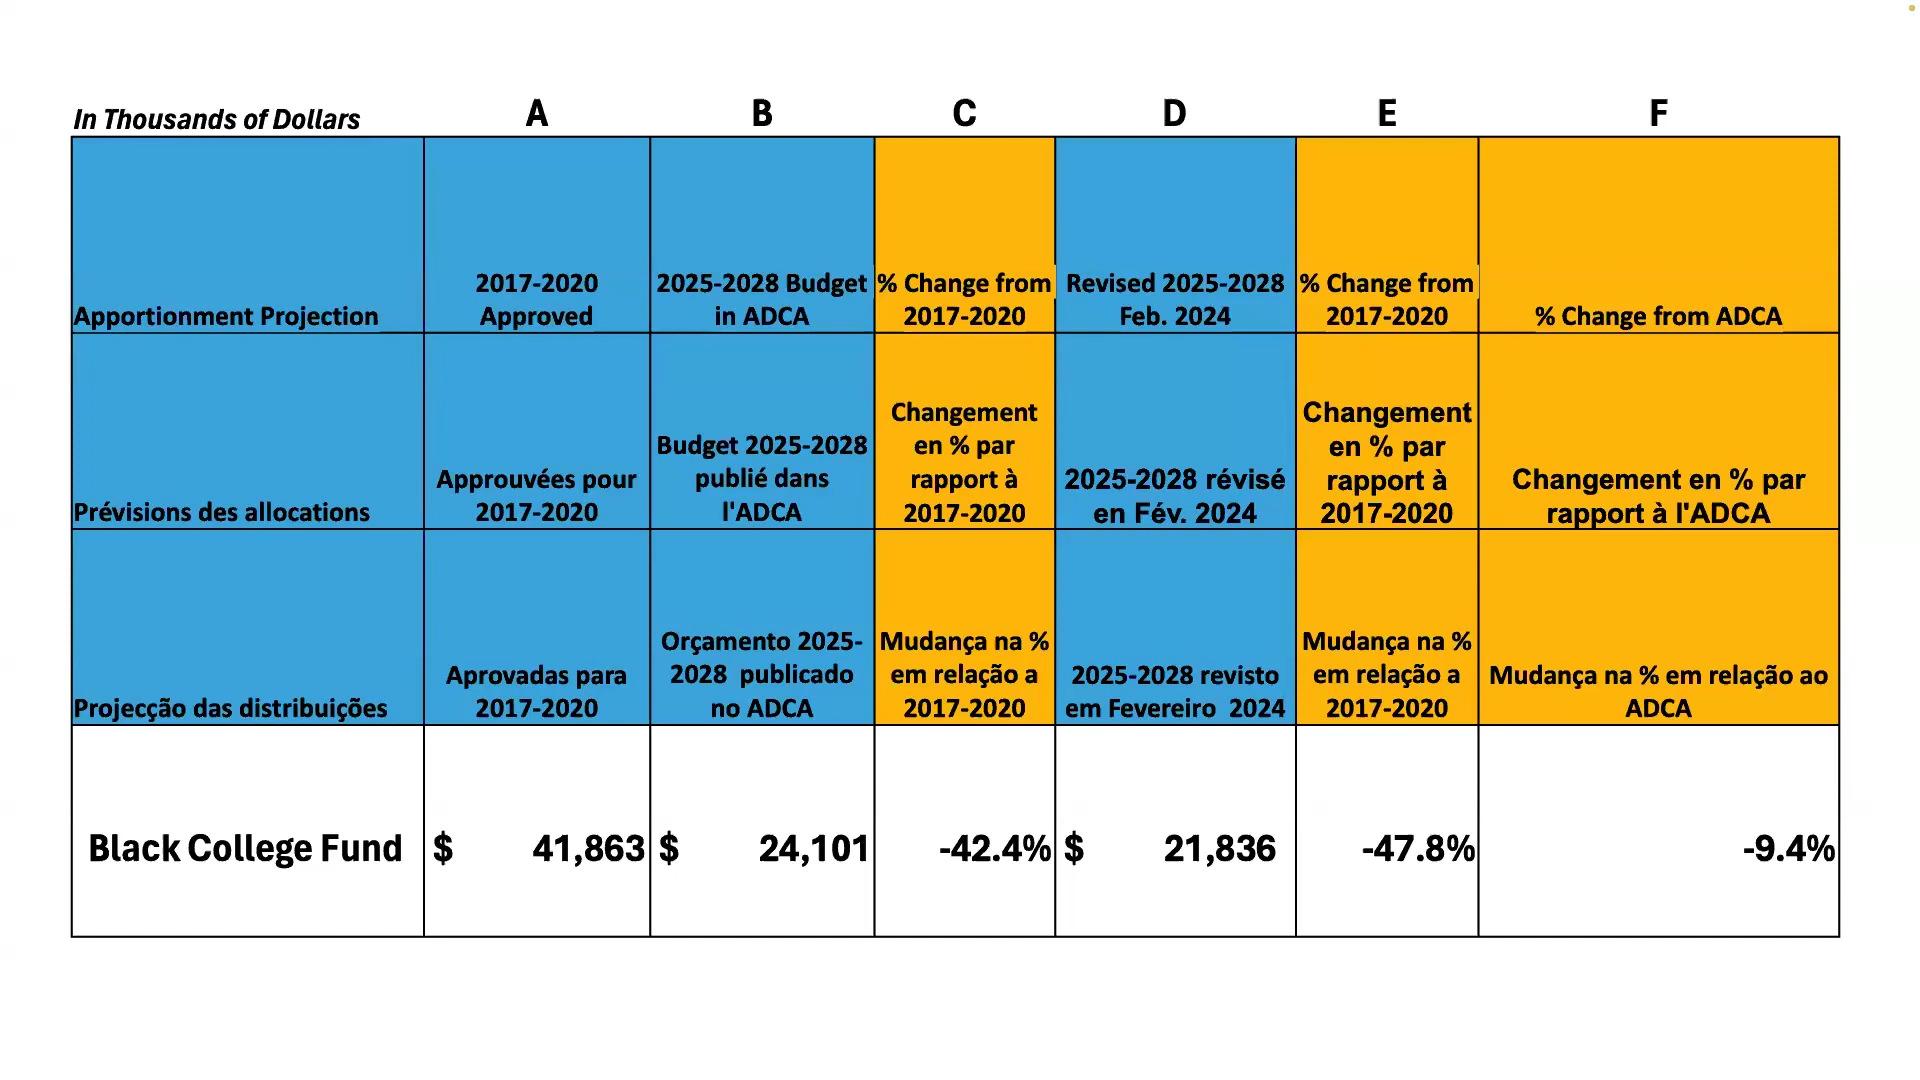 In Thousands of Dollars A B C D E F
Apportionment Projection
2017-2020
Approved
2025-2028 Budget
in ADCA
% Change from
2017-2020
Revised 2025-2028
Feb. 2024
% Change from
2017-2020
% Change from ADCA
Prévisions des allocations
Approuvées pour
2017-2020
Budget 2025-2028
publié dans
l'ADCA
Changement
en % par
rapport à
2017-2020
2025-2028 révisé
en Fév. 2024
Changement
en % par
rapport à
2017-2020
Changement en % par
rapport à l'ADCA
Projecção das distribuições
Aprovadas para
2017-2020
Orçamento 2025-
2028  publicado
no ADCA
Mudança na %
em relação a
2017-2020
2025-2028 revisto
em Fevereiro  2024
Mudança na %
em relação a
2017-2020
Mudança na % em relação ao
ADCA
Black College Fund $ 41,863 $ 24,101 -42.4% $ 21,836 -47.8% -9.4%